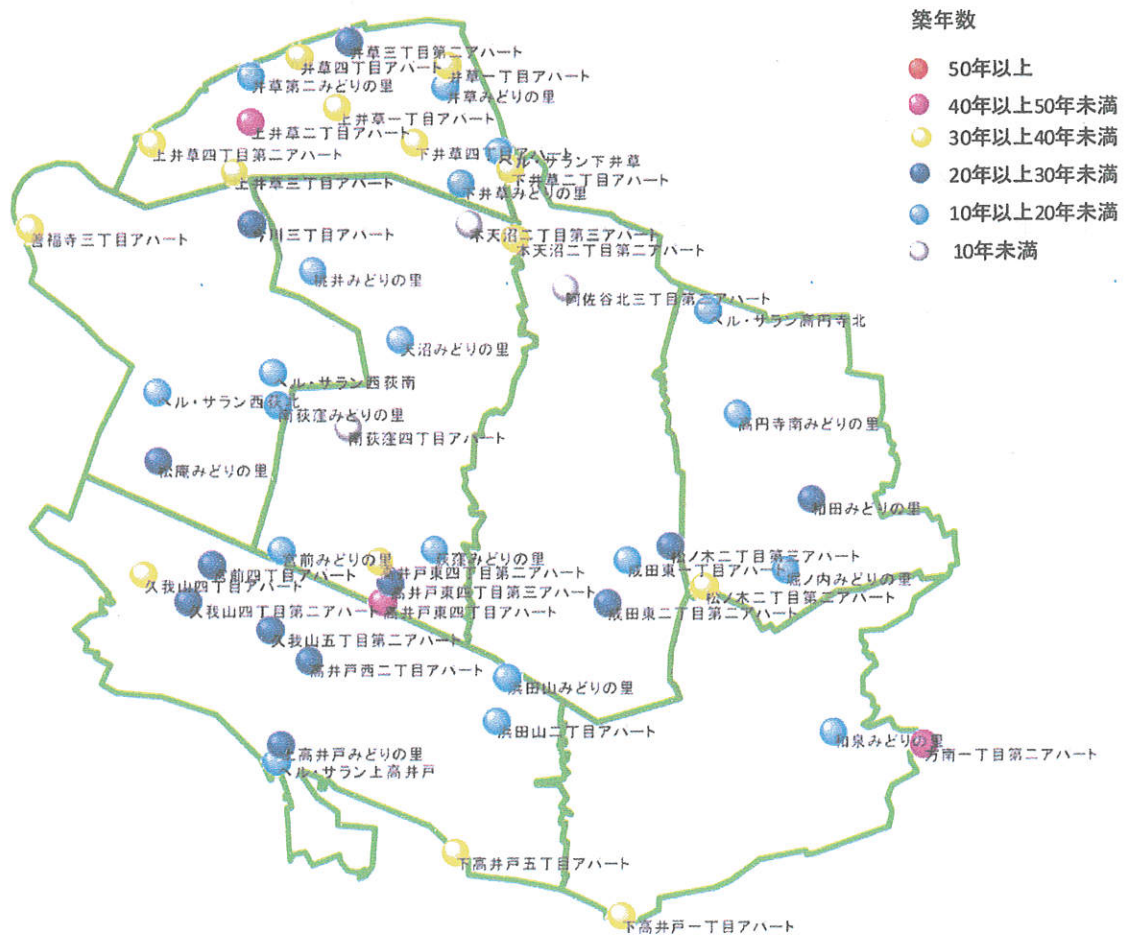 築年数
50年以上
40年以上50年未満
30年以上40年未満
20年以上30年未満
10年以上20年未満
10年未満
井草三丁目第二アパート
井草四丁目アパート
井草一丁目アパート
井草第二みどりの里
井草みどりの里
上井草一丁目アパート
上井草二丁目アパート
上井草四丁目第二アパート
下井草四丁目アパート
ベル・サラン下井草
上井草三丁目アパート
下井草二丁目アパート
下井草みどりの里
善福寺三丁目アパート
今川三丁目アパート
本天沼二丁目第三アパート
本天沼二丁目第二アパート
桃井みどりの里
阿佐谷北三丁目第二アパート
ベル・サラン高円寺北
天沼みどりの里
ベル・サラン西荻南
ベル・サラン西荻北
南荻窪みどりの里
高円寺南みどりの里
南荻窪四丁目アパート
松庵みどりの里
和田みどりの里
宮前みどりの里
荻窪みどりの里
松ノ木二丁目第三アパート
成田東一丁目アパート
高井戸東四丁目第二アパート
宮前四丁目アパート
堀ノ内みどりの里
久我山四丁目アパート
高井戸東四丁目第三アパート
松ノ木二丁目第二アパート
久我山四丁目第二アパート
高井戸東四丁目アパート
成田東二丁目第二アパート
久我山五丁目第二アパート
高井戸西二丁目アパート
浜田山みどりの里
浜田山二丁目アパート
和泉みどりの里
方南一丁目第二アパート
上高井戸みどりの里
ベル・サラン上高井戸
下高井戸五丁目アパート
下高井戸一丁目アパート